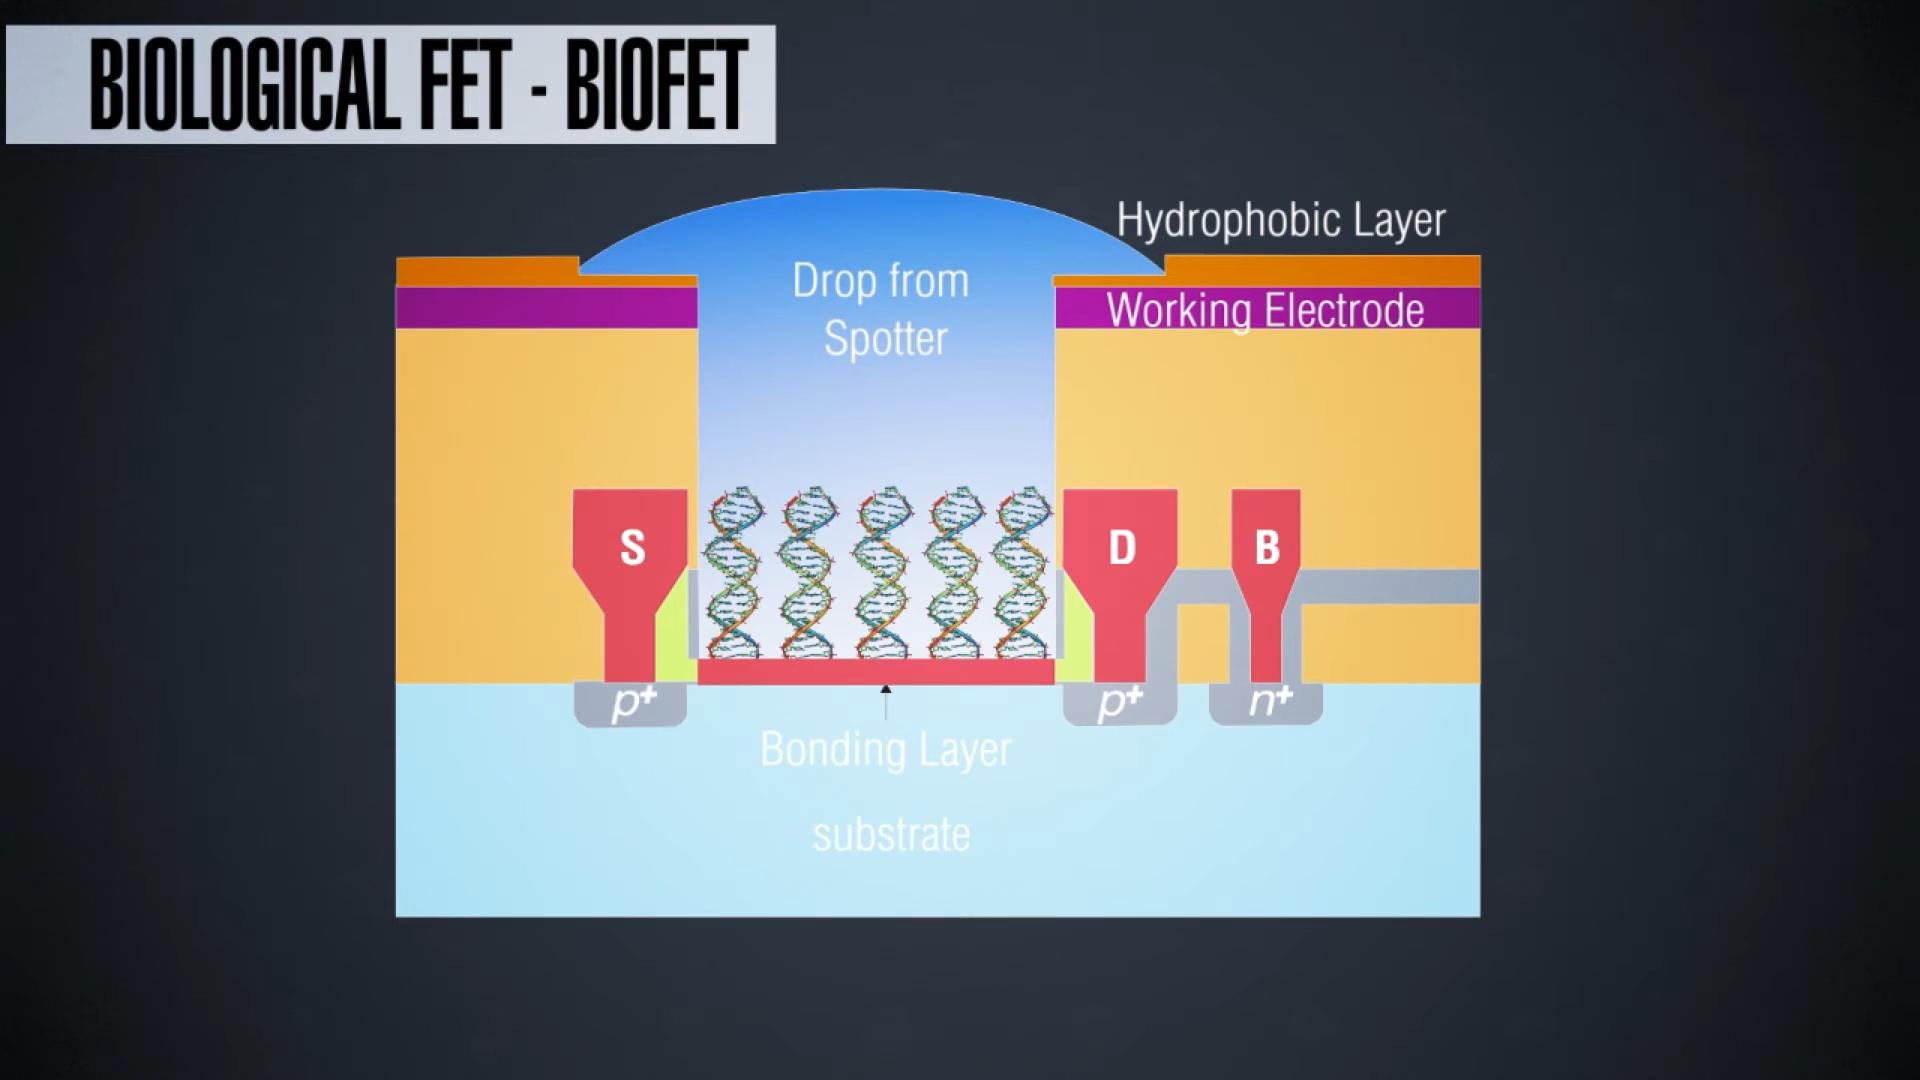 BIOLOGICAL FET - BIOFET
Hydrophobic Layer
Drop from
Spotter
Working Electrode
S
D
B
p+
p+
n+
Bonding Layer
substrate